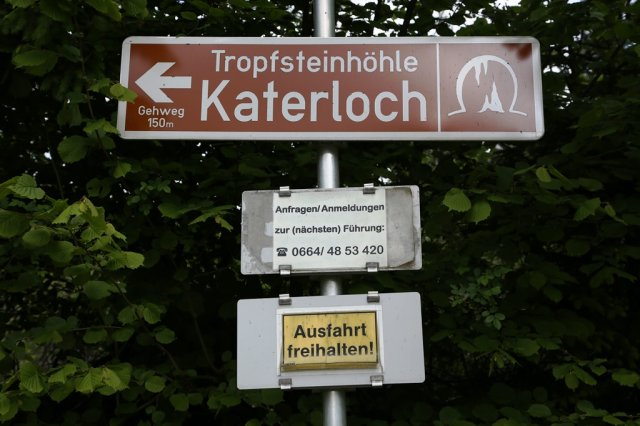 Tropfsteinhöhle
Katerloch
Gehweg
150m
Anfragen/Anmeldungen
zur (nächsten) Führung:
☎ 0664/ 48 53 420
Ausfahrt
freihalten!